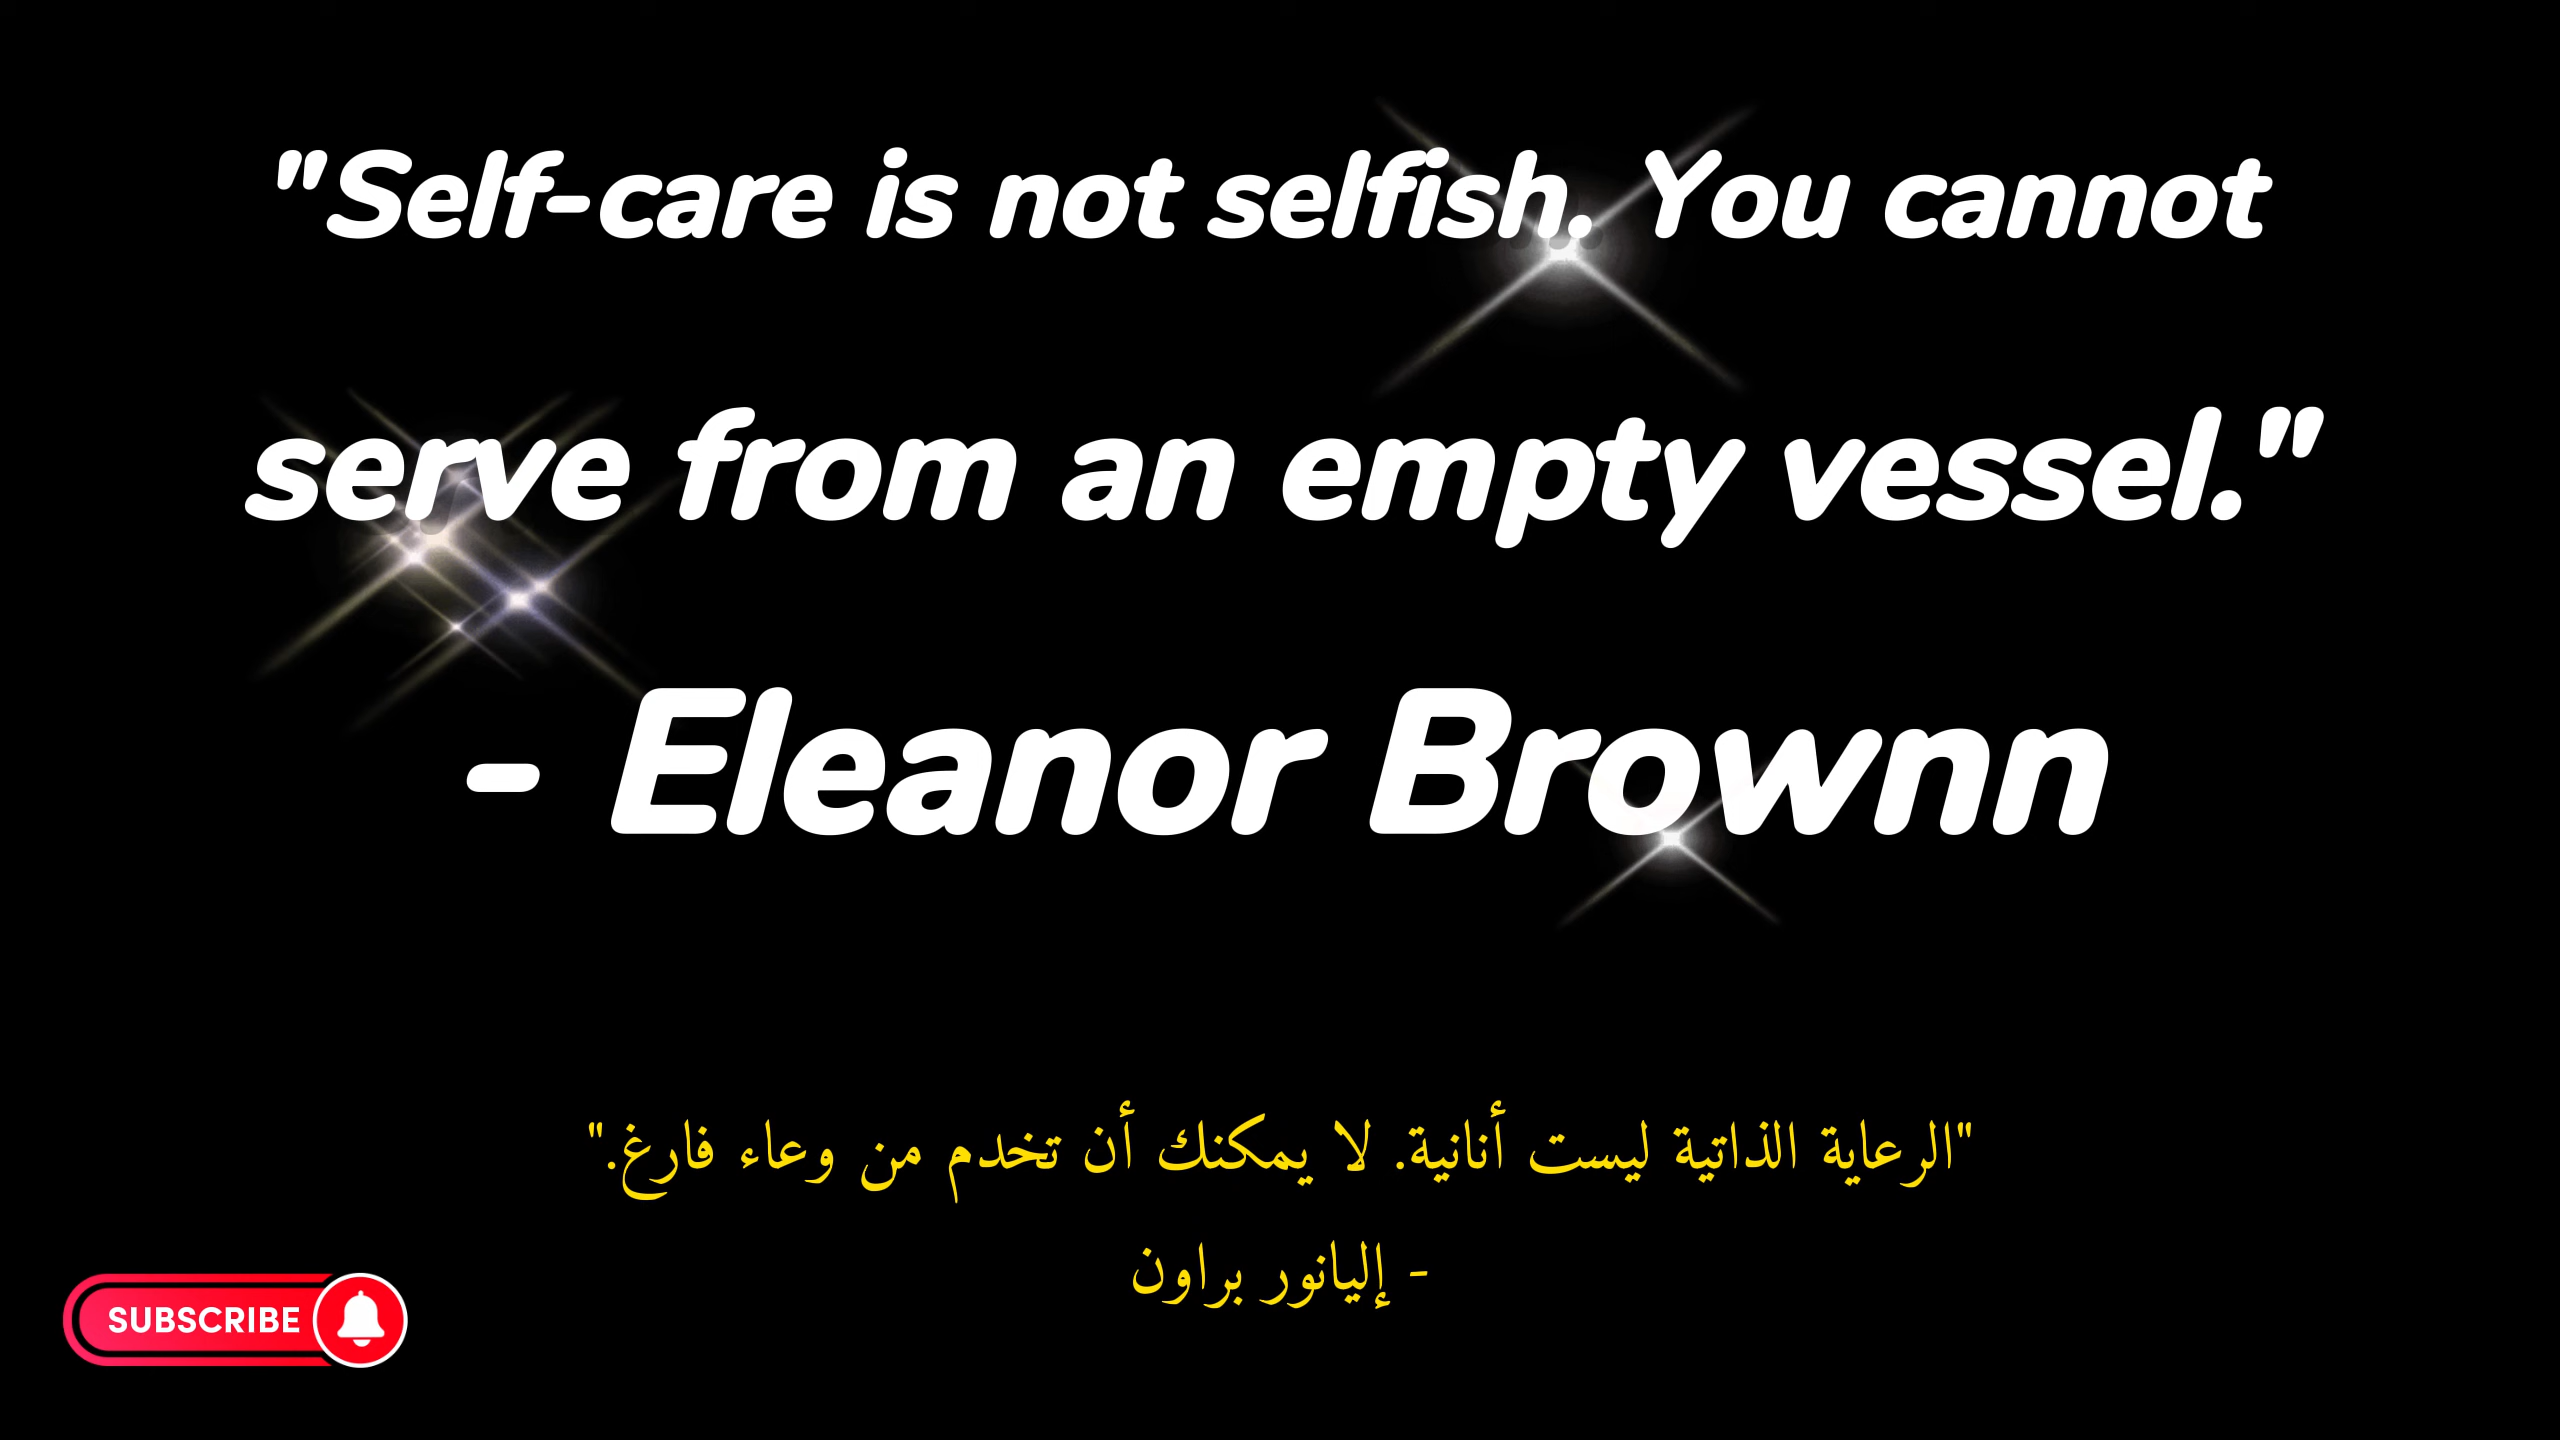 "Self-care is not selfish. You cannot
serve from an empty vessel."
- Eleanor Brownn
"الرعاية الذاتية ليست أنانية. لا يمكنك أن تخدم من وعاء فارغ."
- إليانور براون
SUBSCRIBE